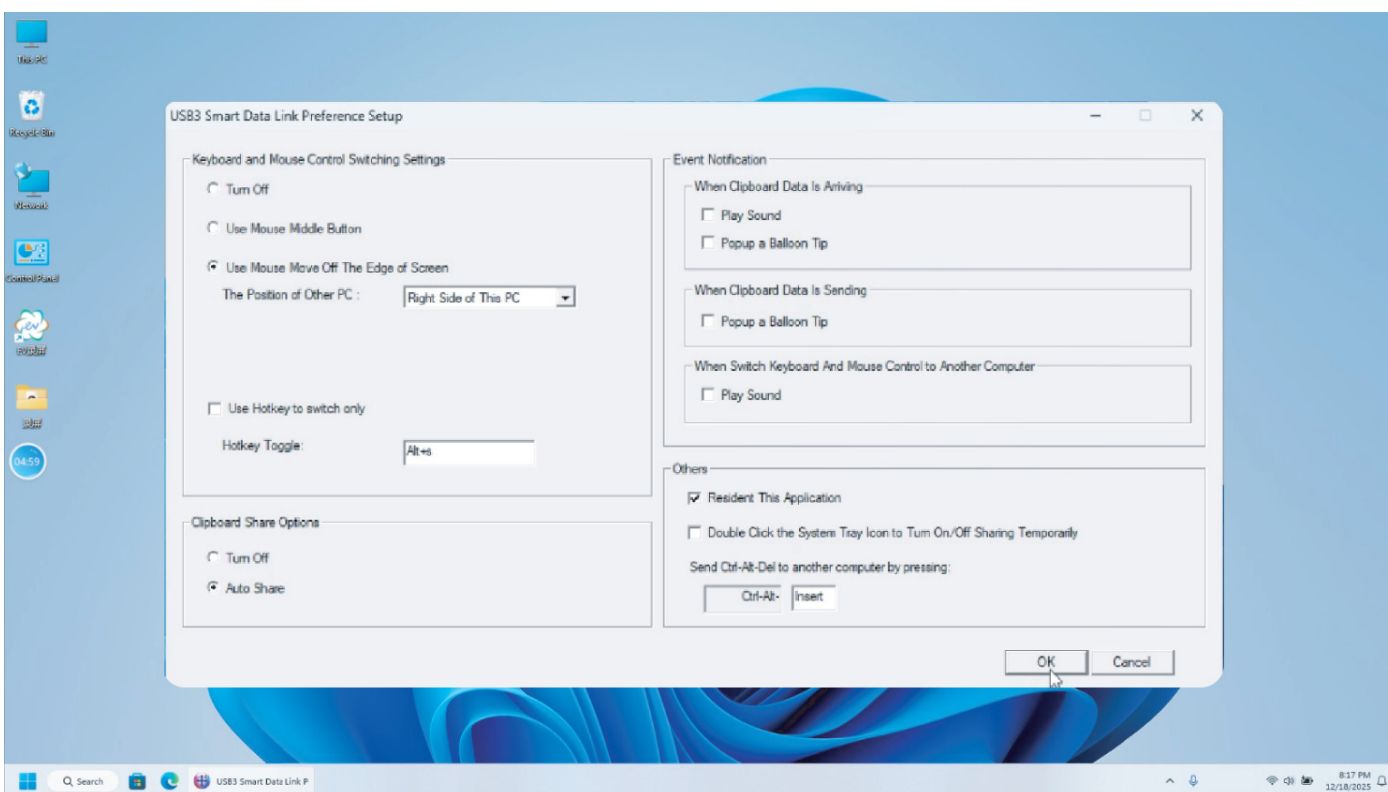 This PC
Recycle Bin
Network
Control Panel
04:59
USB3 Smart Data Link Preference Setup
Keyboard and Mouse Control Switching Settings
Turn Off
Use Mouse Middle Button
Use Mouse Move Off The Edge of Screen
The Position of Other PC :
Right Side of This PC
Use Hotkey to switch only
Hotkey Toggle:
Alt+s
Clipboard Share Options
Turn Off
Auto Share
Event Notification
When Clipboard Data Is Arriving
Play Sound
Popup a Balloon Tip
When Clipboard Data Is Sending
Popup a Balloon Tip
When Switch Keyboard And Mouse Control to Another Computer
Play Sound
Others
Resident This Application
Double Click the System Tray Icon to Turn On/Off Sharing Temporarily
Send Ctrl-Alt-Del to another computer by pressing:
Ctrl-Alt- Insert
OK Cancel
Search
USB3 Smart Data Link P
8:17 PM
12/18/2025